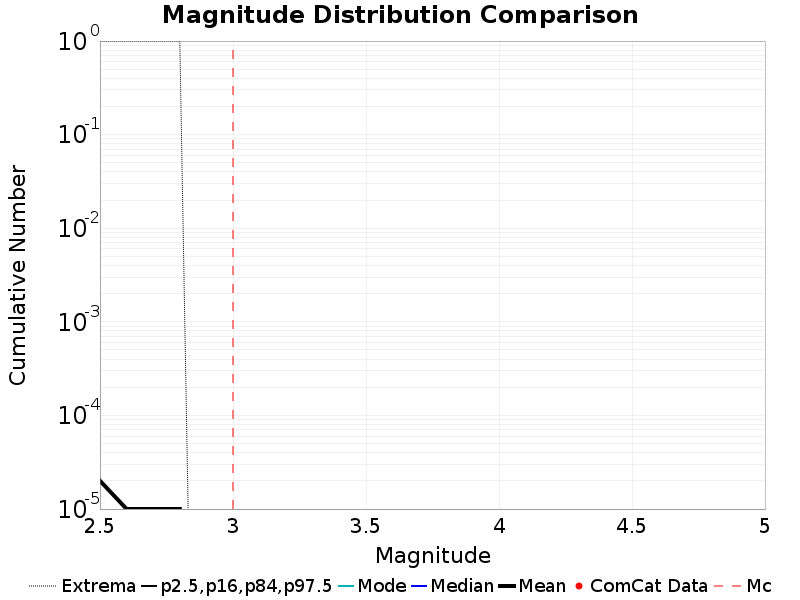 Magnitude Distribution Comparison
Cumulative Number
10^0
10^-1
10^-2
10^-3
10^-4
10^-5
2.5 3 3.5 4 4.5 5
Magnitude
Extrema p2.5,p16,p84,p97.5 Mode Median Mean ComCat Data Mc